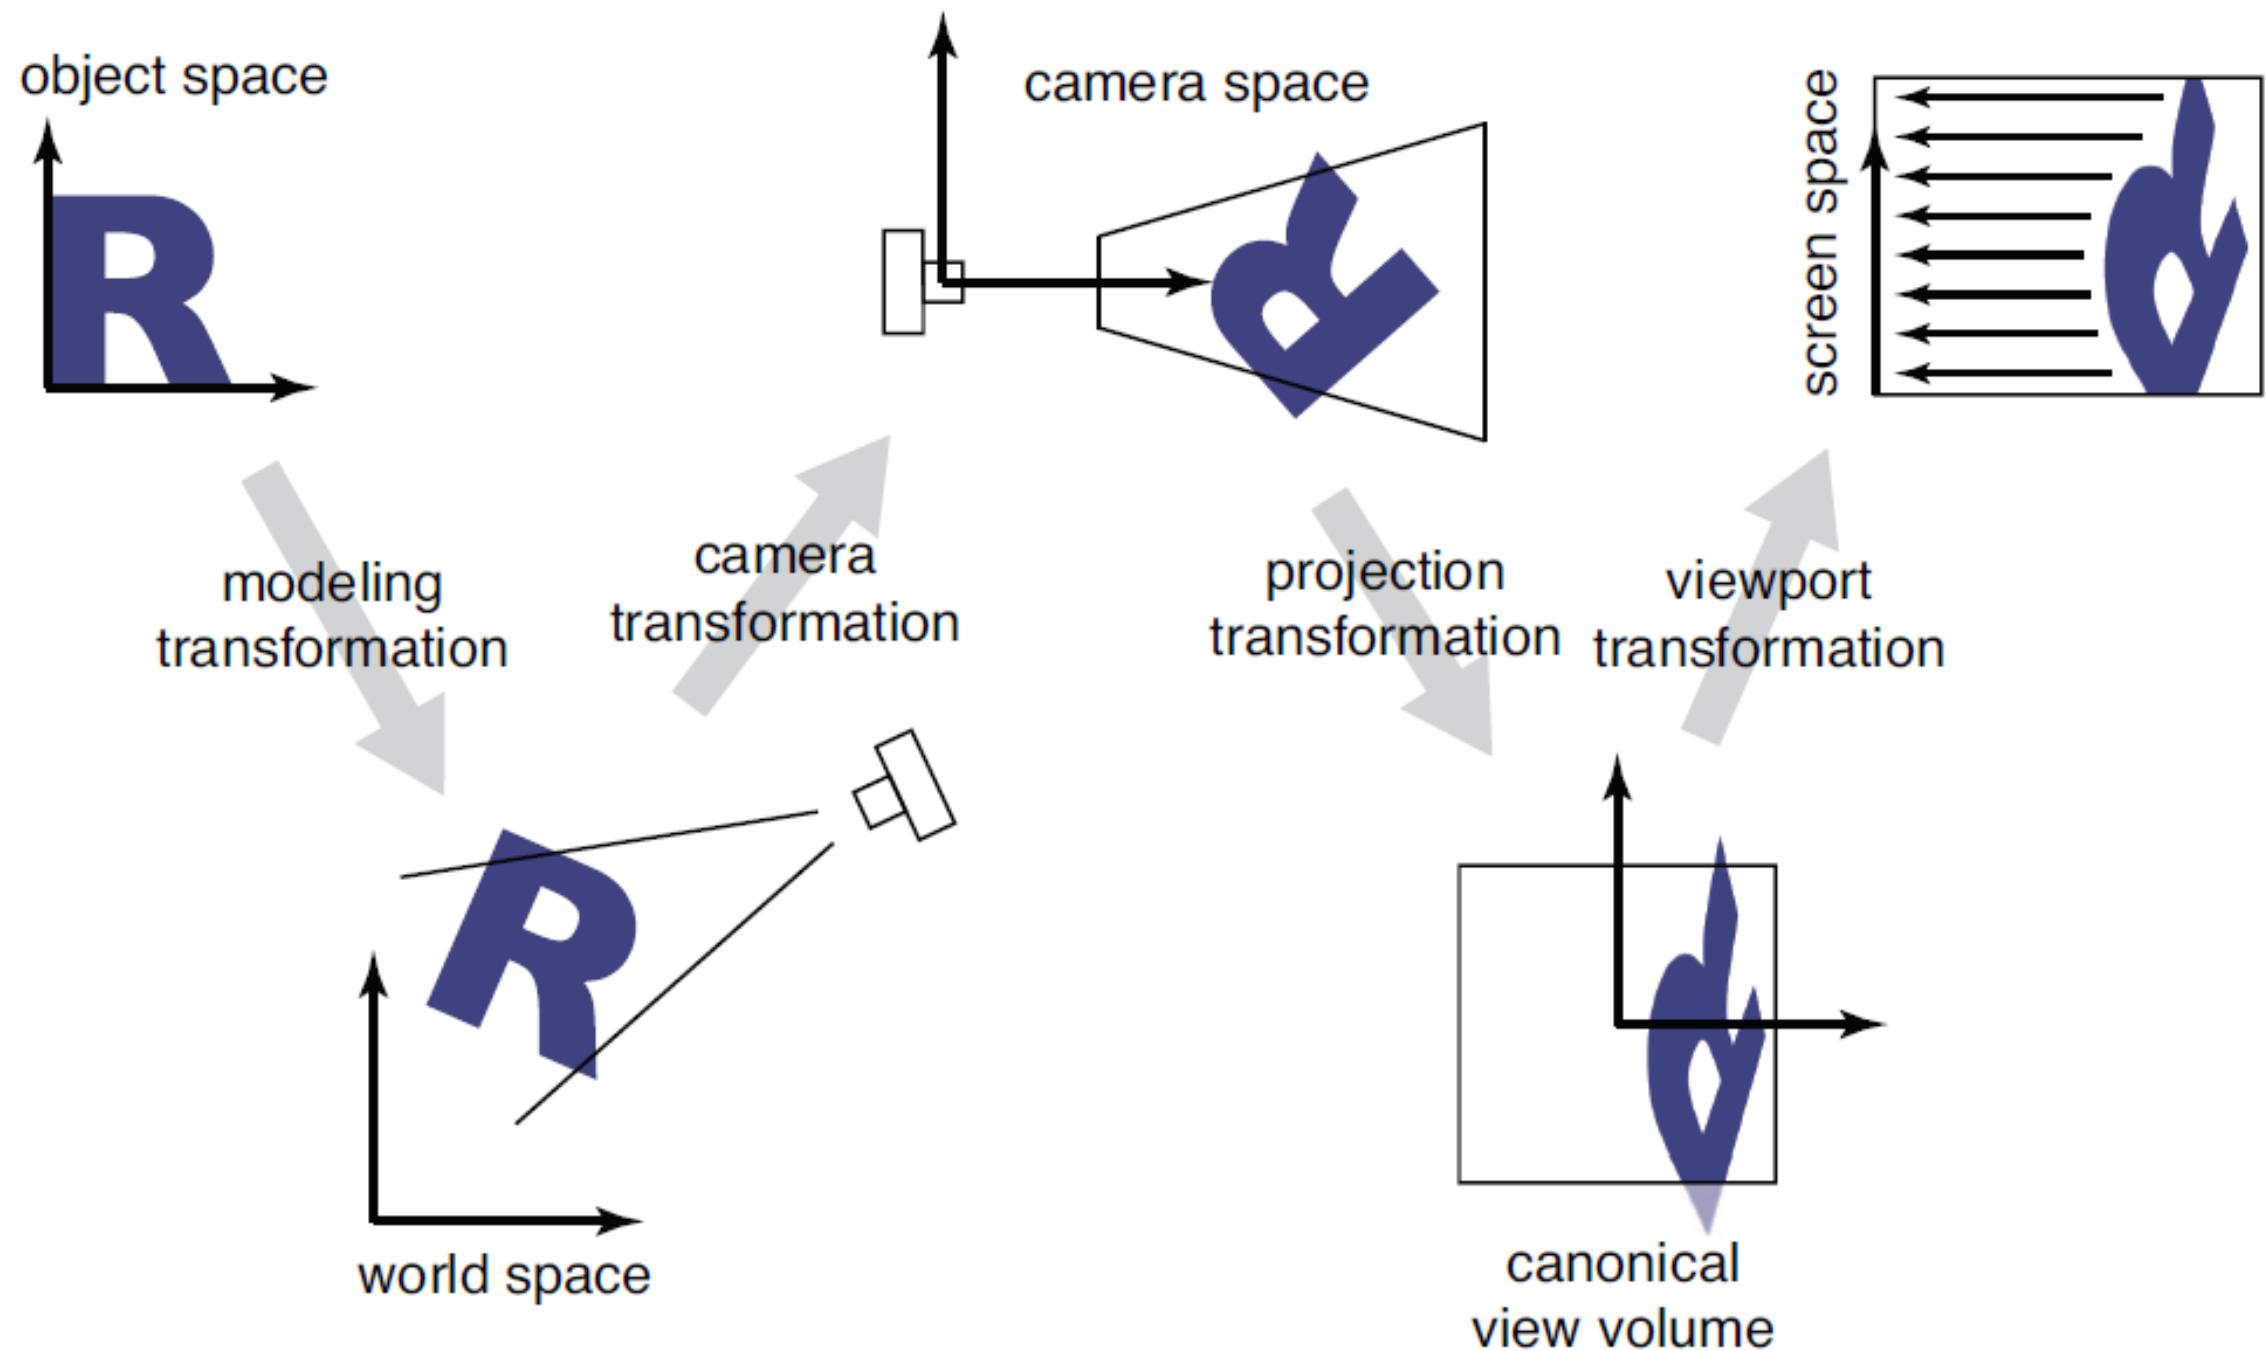 object space
camera space
screen space
modeling
transformation
camera
transformation
projection
transformation
viewport
transformation
world space
canonical
view volume